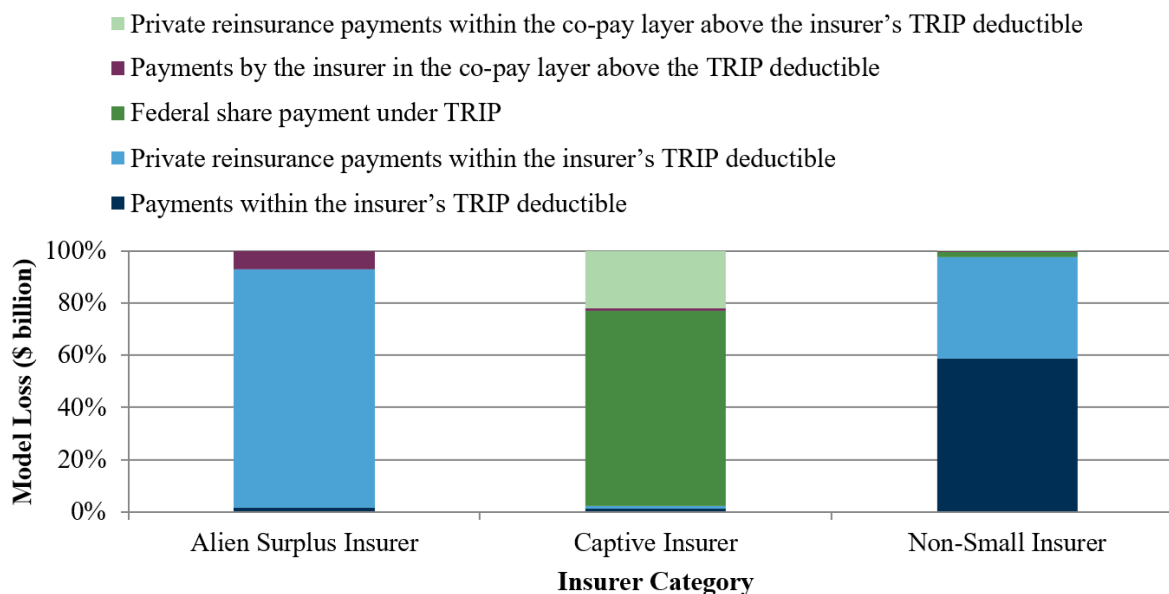 Private reinsurance payments within the co-pay layer above the insurer’s TRIP deductible
Payments by the insurer in the co-pay layer above the TRIP deductible
Federal share payment under TRIP
Private reinsurance payments within the insurer’s TRIP deductible
Payments within the insurer’s TRIP deductible
Model Loss ($ billion)
100%
80%
60%
40%
20%
0%
Alien Surplus Insurer
Captive Insurer
Non-Small Insurer
Insurer Category